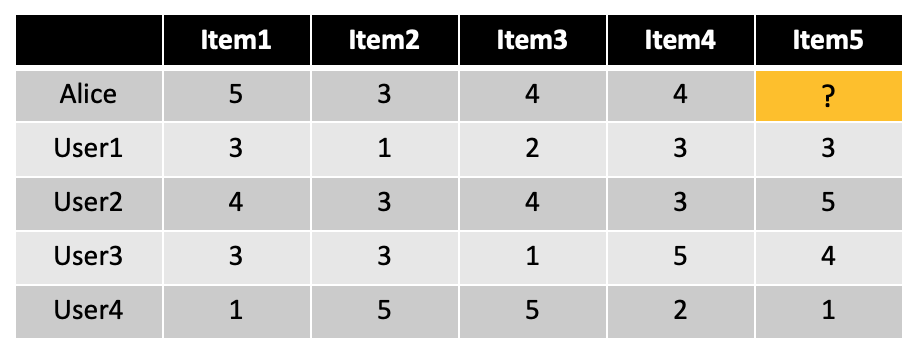 Item1 Item2 Item3 Item4 Item5
Alice 5 3 4 4 ?
User1 3 1 2 3 3
User2 4 3 4 3 5
User3 3 3 1 5 4
User4 1 5 5 2 1